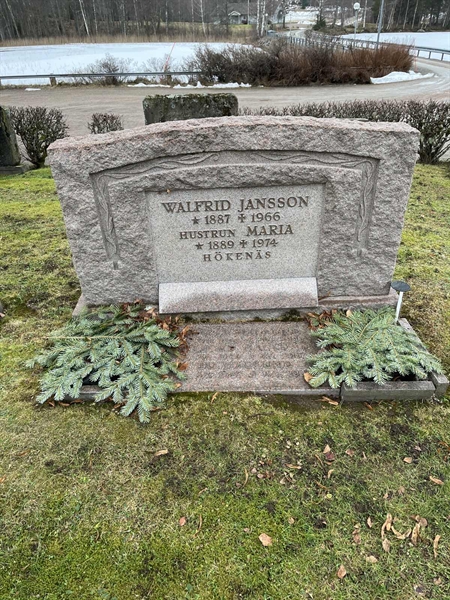 WALFRID JANSSON
* 1887 ✝ 1966
HUSTRUN MARIA
* 1889 ✝ 1974
HÖKENÄS